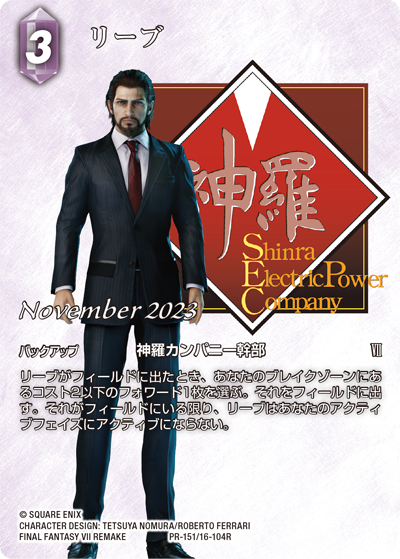 3
リーブ
神羅
Shinra
Electric Power
Company
November 2023
バックアップ 神羅カンパニー幹部 VII
リーブがフィールドに出たとき、あなたのブレイクゾーンにあ
るコスト2以下のフォワード1枚を選ぶ。それをフィールドに出
す。それがフィールドにいる限り、リーブはあなたのアクティ
ブフェイズにアクティブにならない。
© SQUARE ENIX
CHARACTER DESIGN: TETSUYA NOMURA/ROBERTO FERRARI
FINAL FANTASY VII REMAKE PR-151/16-104R